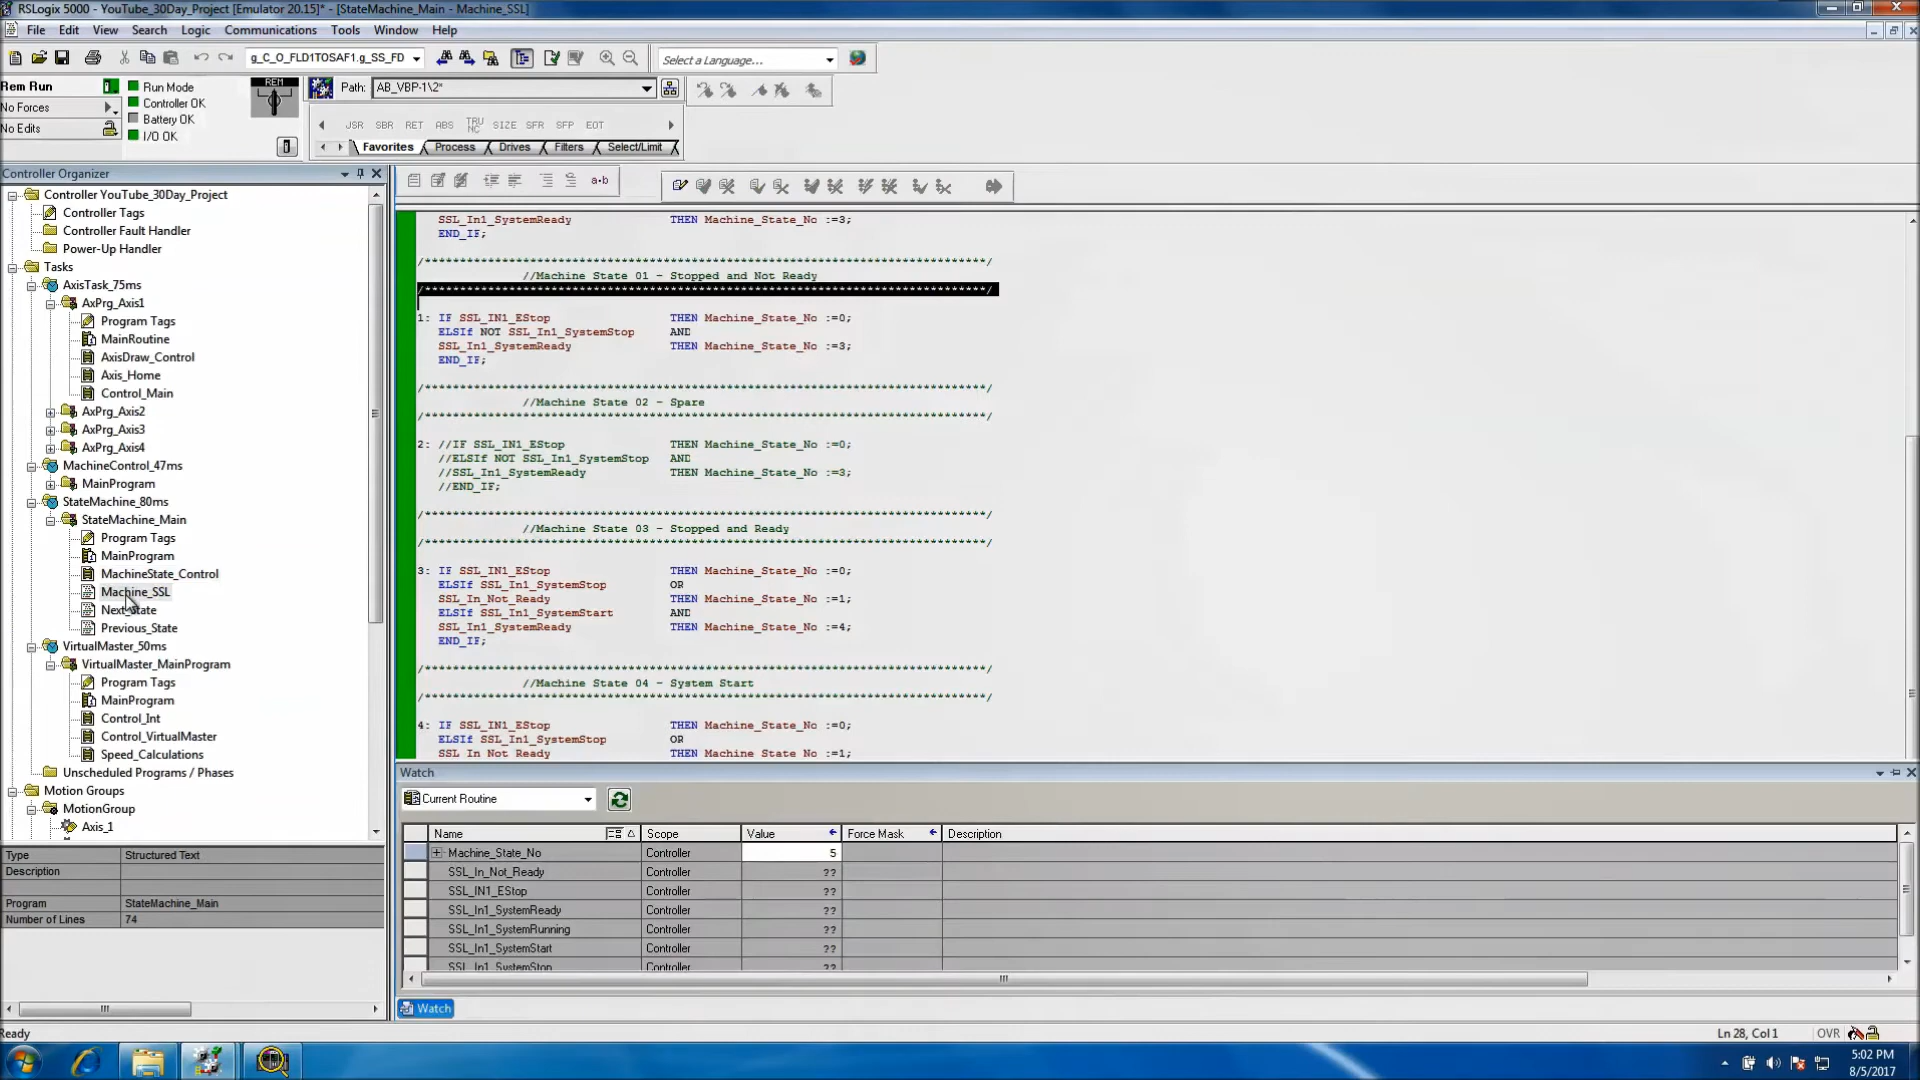 RSLogix 5000 - YouTube_30Day_Project [Emulator 20.15]* - [StateMachine_Main - Machine_SSL]
File Edit View Search Logic Communications Tools Window Help
g_C_O_FLD1TOSAF1.g_SS_FD
Select a Language...
Rem Run
No Forces
No Edits
Run Mode
Controller OK
Battery OK
I/O OK
REM
Path: AB_VBP-1\2*
JSR SBR RET ABS TRUNC SIZE SFR SFP EOT
Favorites Process Drives Filters Select/Limit
Controller Organizer
Controller YouTube_30Day_Project
Controller Tags
Controller Fault Handler
Power-Up Handler
Tasks
AxisTask_75ms
AxPrg_Axis1
Program Tags
MainRoutine
AxisDraw_Control
Axis_Home
Control_Main
AxPrg_Axis2
AxPrg_Axis3
AxPrg_Axis4
MachineControl_47ms
MainProgram
StateMachine_80ms
StateMachine_Main
Program Tags
MainProgram
MachineState_Control
Machine_SSL
Next_State
Previous_State
VirtualMaster_50ms
VirtualMaster_MainProgram
Program Tags
MainProgram
Control_Int
Control_VirtualMaster
Speed_Calculations
Unscheduled Programs / Phases
Motion Groups
MotionGroup
Axis_1
Type Structured Text
Description
Program StateMachine_Main
Number of Lines 74
a•b
SSL_In1_SystemReady THEN Machine_State_No :=3;
END_IF;
//Machine State 01 - Stopped and Not Ready
1: IF SSL_IN1_EStop THEN Machine_State_No :=0;
ELSIf NOT SSL_In1_SystemStop AND
SSL_In1_SystemReady THEN Machine_State_No :=3;
END_IF;
//Machine State 02 - Spare
2: //IF SSL_IN1_EStop THEN Machine_State_No :=0;
//ELSIf NOT SSL_In1_SystemStop AND
//SSL_In1_SystemReady THEN Machine_State_No :=3;
//END_IF;
//Machine State 03 - Stopped and Ready
3: IF SSL_IN1_EStop THEN Machine_State_No :=0;
ELSIf SSL_In1_SystemStop OR
SSL_In_Not_Ready THEN Machine_State_No :=1;
ELSIf SSL_In1_SystemStart AND
SSL_In1_SystemReady THEN Machine_State_No :=4;
END_IF;
//Machine State 04 - System Start
4: IF SSL_IN1_EStop THEN Machine_State_No :=0;
ELSIf SSL_In1_SystemStop OR
SSL_In_Not_Ready THEN Machine_State_No :=1;
Watch
Current Routine
Name Scope Value Force Mask Description
Machine_State_No Controller 5
SSL_In_Not_Ready Controller ??
SSL_IN1_EStop Controller ??
SSL_In1_SystemReady Controller ??
SSL_In1_SystemRunning Controller ??
SSL_In1_SystemStart Controller ??
SSL_In1_SystemStop Controller ??
Watch
Ready
Ln 28, Col 1
OVR
5:02 PM
8/5/2017